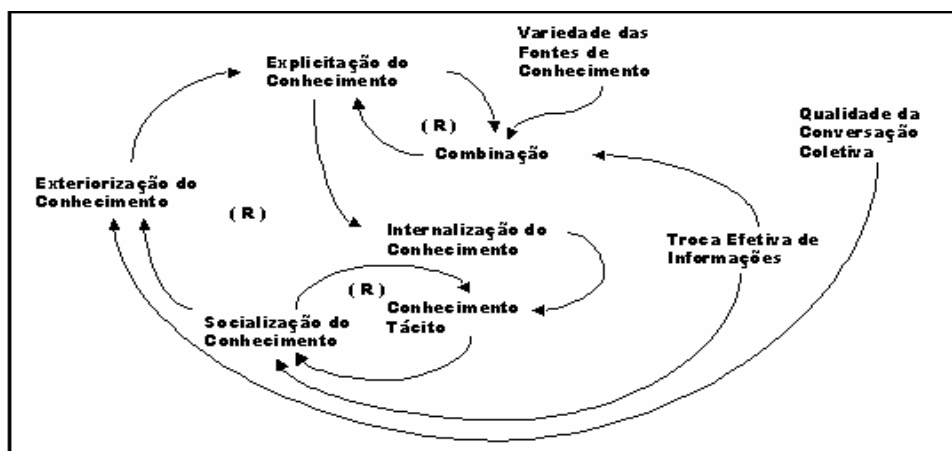 Variedade das
Fontes de
Conhecimento
Explicitação do
Conhecimento
Qualidade da
Conversação
Coletiva
( R )
Combinação
Exteriorização do
Conhecimento
( R )
Internalização do
Conhecimento
Troca Efetiva de
Informações
( R )
Conhecimento
Tácito
Socialização do
Conhecimento